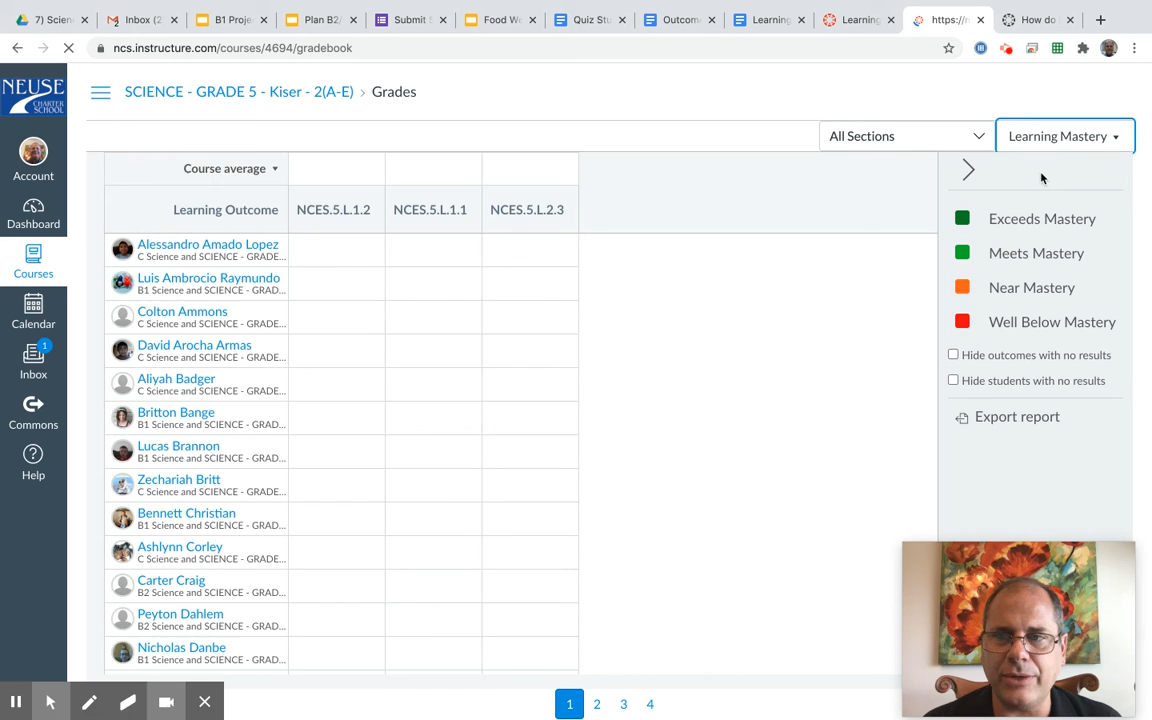 7) Scien
Inbox (2
B1 Proje
Plan B2/
Submit S
Food We
Quiz Stu
Outcome
Learning
Learning
https://n
How do I
ncs.instructure.com/courses/4694/gradebook
NEUSE
CHARTER
SCHOOL
SCIENCE - GRADE 5 - Kiser - 2(A-E) › Grades
Account
Dashboard
Courses
Calendar
1
Inbox
Commons
Help
All Sections
Learning Mastery
Course average
Learning Outcome
NCES.5.L.1.2
NCES.5.L.1.1
NCES.5.L.2.3
Alessandro Amado Lopez
C Science and SCIENCE - GRADE...
Luis Ambrocio Raymundo
B1 Science and SCIENCE - GRAD...
Colton Ammons
C Science and SCIENCE - GRADE...
David Arocha Armas
C Science and SCIENCE - GRADE...
Aliyah Badger
C Science and SCIENCE - GRADE...
Britton Bange
B1 Science and SCIENCE - GRAD...
Lucas Brannon
B1 Science and SCIENCE - GRAD...
Zechariah Britt
C Science and SCIENCE - GRADE...
Bennett Christian
B1 Science and SCIENCE - GRAD...
Ashlynn Corley
C Science and SCIENCE - GRADE...
Carter Craig
B2 Science and SCIENCE - GRAD...
Peyton Dahlem
B2 Science and SCIENCE - GRAD...
Nicholas Danbe
B1 Science and SCIENCE - GRAD...
Exceeds Mastery
Meets Mastery
Near Mastery
Well Below Mastery
Hide outcomes with no results
Hide students with no results
Export report
1 2 3 4